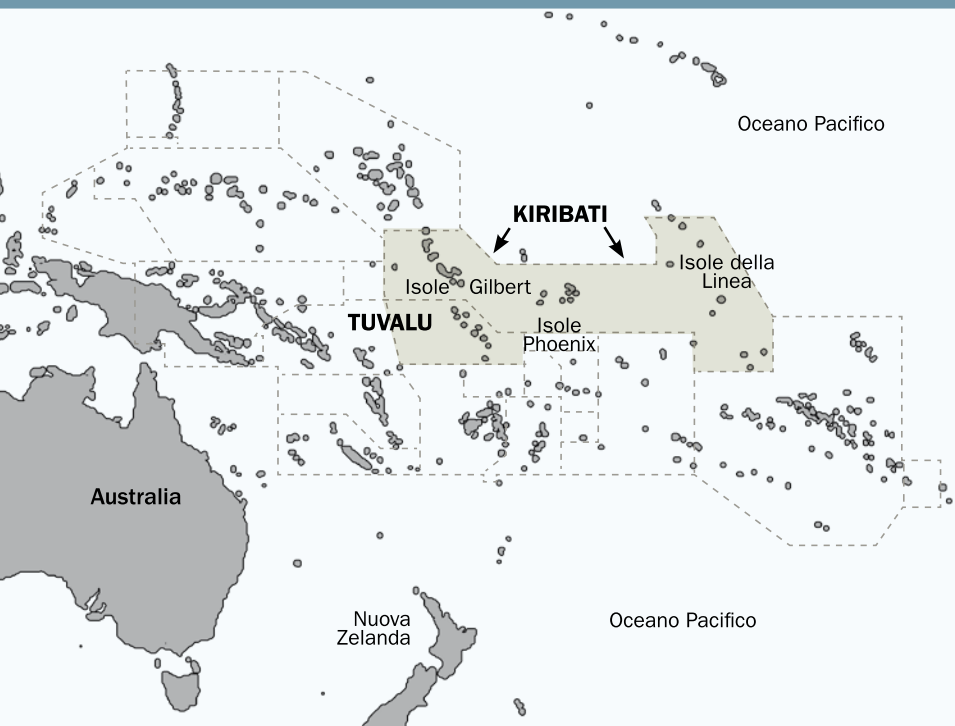 Oceano Pacifico
KIRIBATI
Isole della
Linea
Isole Gilbert
TUVALU
Isole
Phoenix
Australia
Nuova
Zelanda
Oceano Pacifico